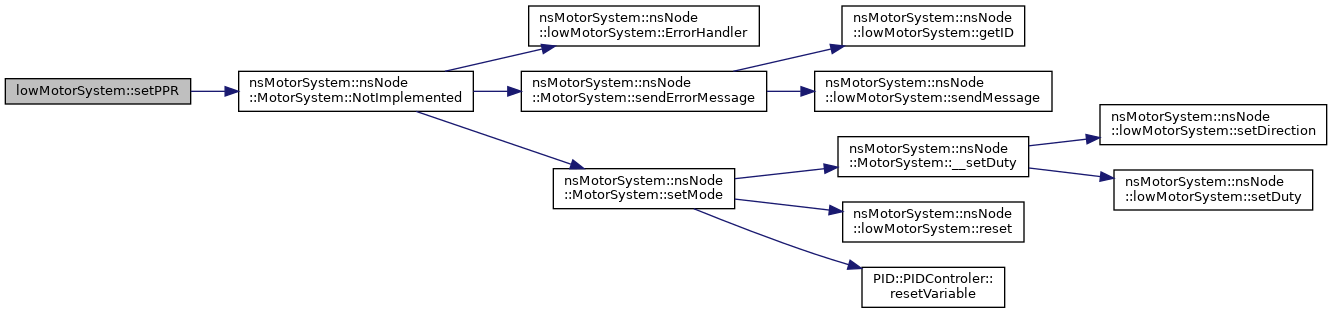 lowMotorSystem::setPPR
nsMotorSystem::nsNode
::MotorSystem::NotImplemented
nsMotorSystem::nsNode
::lowMotorSystem::ErrorHandler
nsMotorSystem::nsNode
::MotorSystem::sendErrorMessage
nsMotorSystem::nsNode
::lowMotorSystem::getID
nsMotorSystem::nsNode
::lowMotorSystem::sendMessage
nsMotorSystem::nsNode
::MotorSystem::setMode
nsMotorSystem::nsNode
::MotorSystem::__setDuty
nsMotorSystem::nsNode
::lowMotorSystem::setDirection
nsMotorSystem::nsNode
::lowMotorSystem::setDuty
nsMotorSystem::nsNode
::lowMotorSystem::reset
PID::PIDControler::
resetVariable